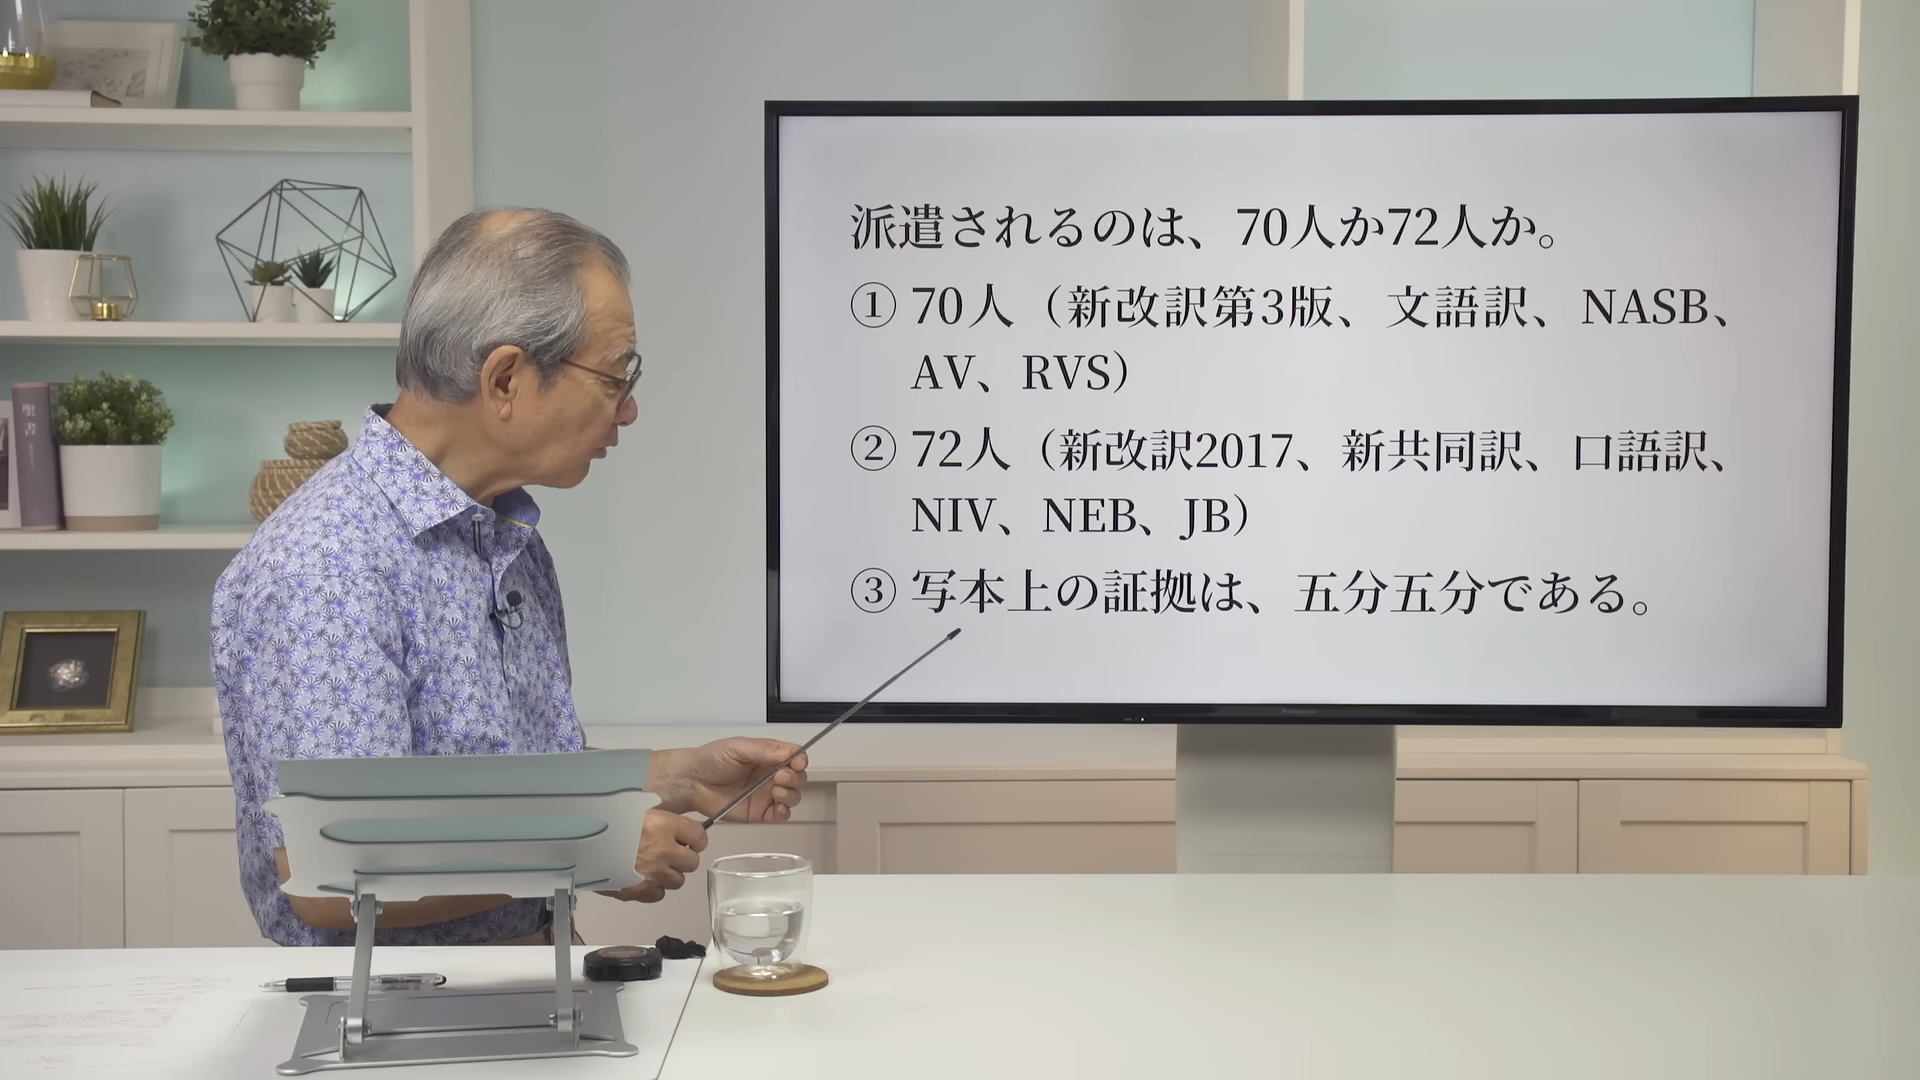 派遣されるのは、70人か72人か。
① 70人（新改訳第3版、文語訳、NASB、
AV、RVS）
② 72人（新改訳2017、新共同訳、口語訳、
NIV、NEB、JB）
③ 写本上の証拠は、五分五分である。
聖書